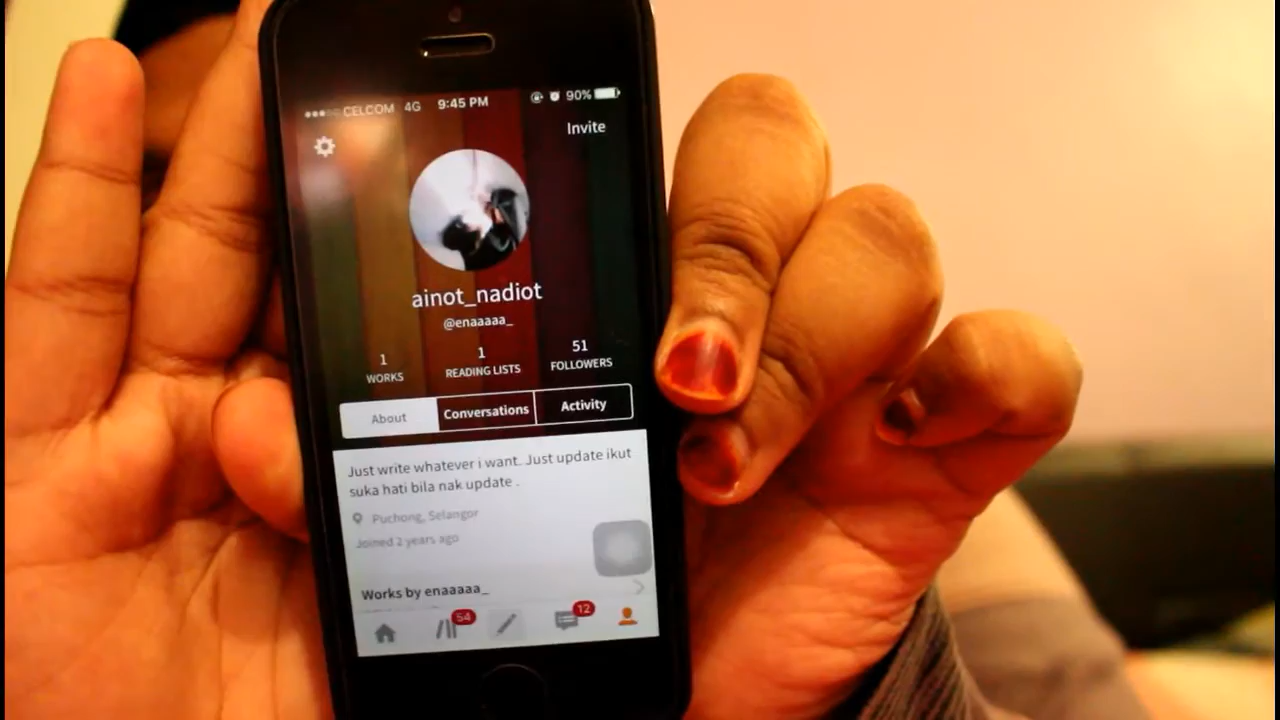 CELCOM 4G 9:45 PM 90%
Invite
ainot_nadiot
@enaaaaa_
1 1 51
WORKS READING LISTS FOLLOWERS
About Conversations Activity
Just write whatever i want. Just update ikut
suka hati bila nak update .
Puchong, Selangor
Joined 2 years ago
Works by enaaaaa_
54 12